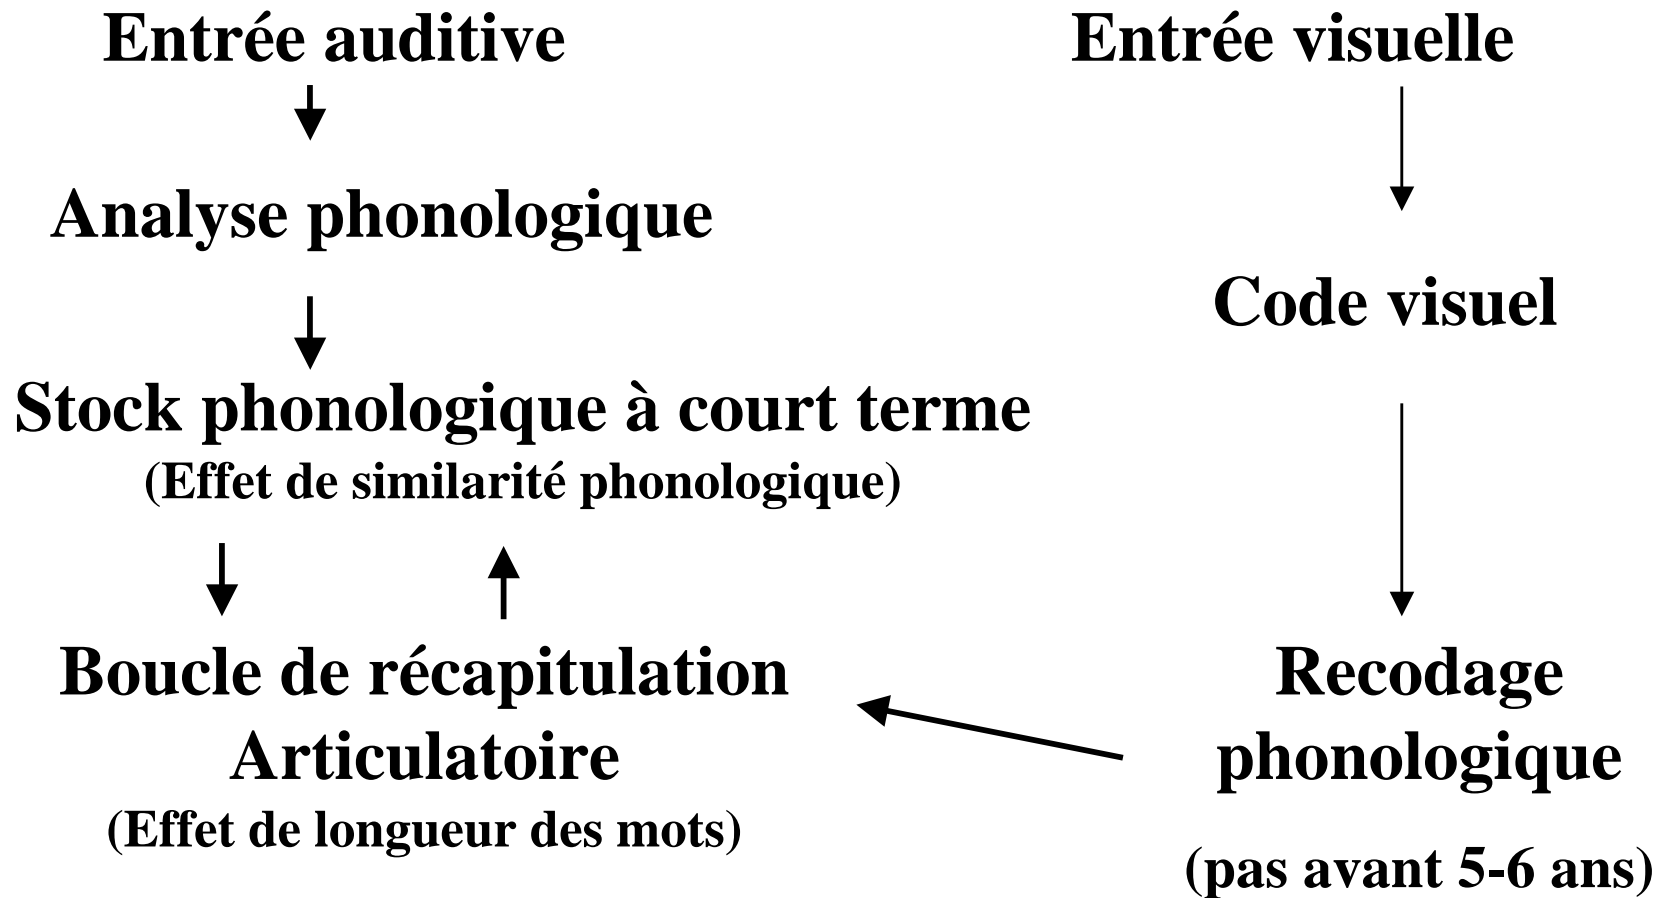 Entrée auditive
Entrée visuelle
Analyse phonologique
Code visuel
Stock phonologique à court terme
(Effet de similarité phonologique)
Boucle de récapitulation
Articulatoire
(Effet de longueur des mots)
Recodage
phonologique
(pas avant 5-6 ans)